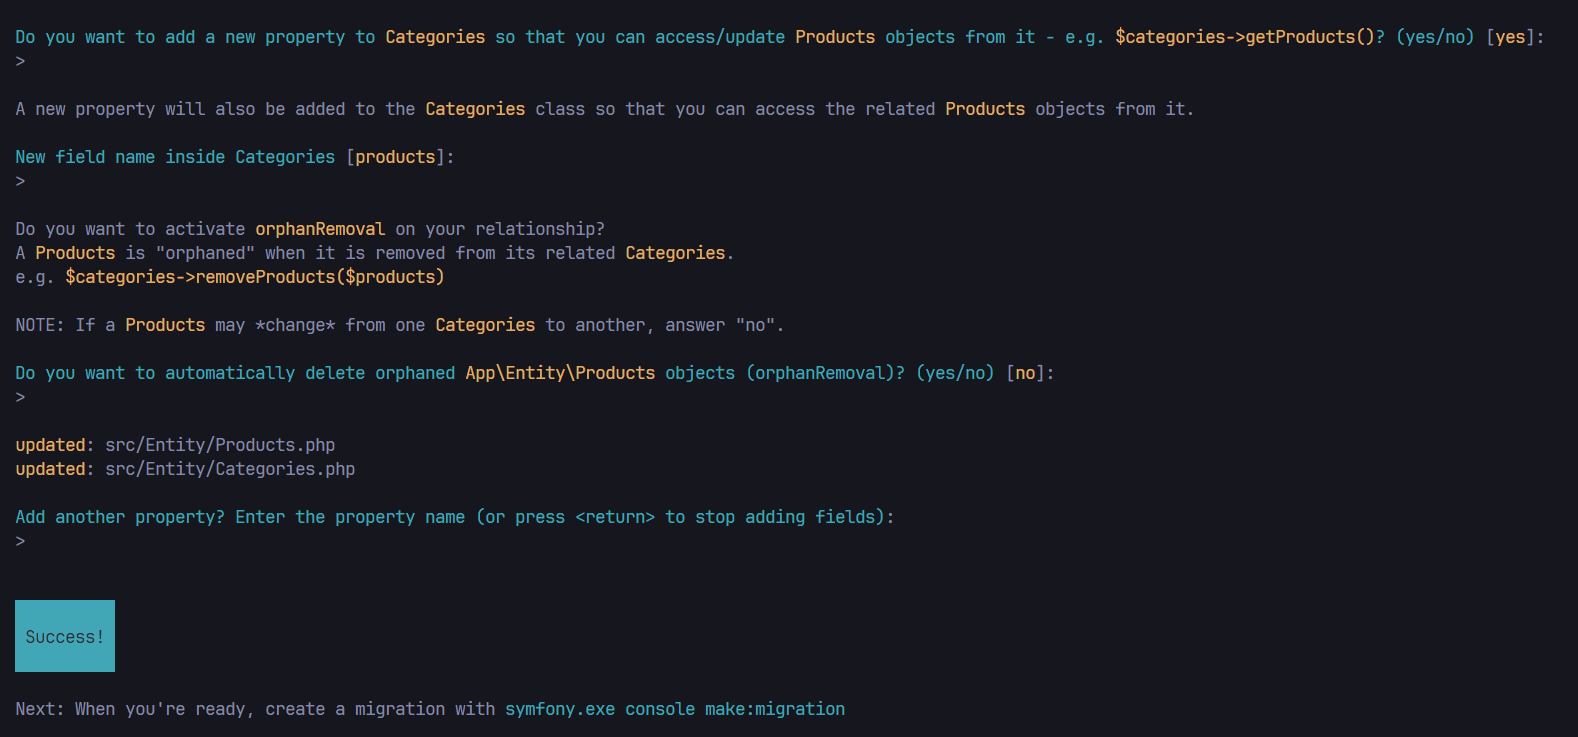 Do you want to add a new property to Categories so that you can access/update Products objects from it - e.g. $categories->getProducts()? (yes/no) [yes]:
>
A new property will also be added to the Categories class so that you can access the related Products objects from it.
New field name inside Categories [products]:
>
Do you want to activate orphanRemoval on your relationship?
A Products is "orphaned" when it is removed from its related Categories.
e.g. $categories->removeProducts($products)
NOTE: If a Products may *change* from one Categories to another, answer "no".
Do you want to automatically delete orphaned App\Entity\Products objects (orphanRemoval)? (yes/no) [no]:
>
updated: src/Entity/Products.php
updated: src/Entity/Categories.php
Add another property? Enter the property name (or press <return> to stop adding fields):
>
Success!
Next: When you're ready, create a migration with symfony.exe console make:migration